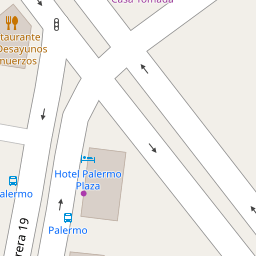 Casa Tomada
staurante
Desayunos
muerzos
Hotel Palermo
Plaza
alermo
Palermo
rera 19